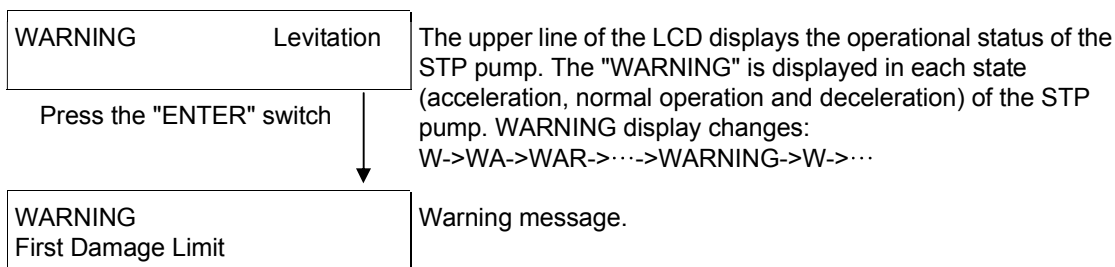 WARNING Levitation
The upper line of the LCD displays the operational status of the
STP pump. The "WARNING" is displayed in each state
Press the "ENTER" switch
(acceleration, normal operation and deceleration) of the STP
pump. WARNING display changes:
W->WA->WAR->⋯->WARNING->W->⋯
WARNING
First Damage Limit
Warning message.